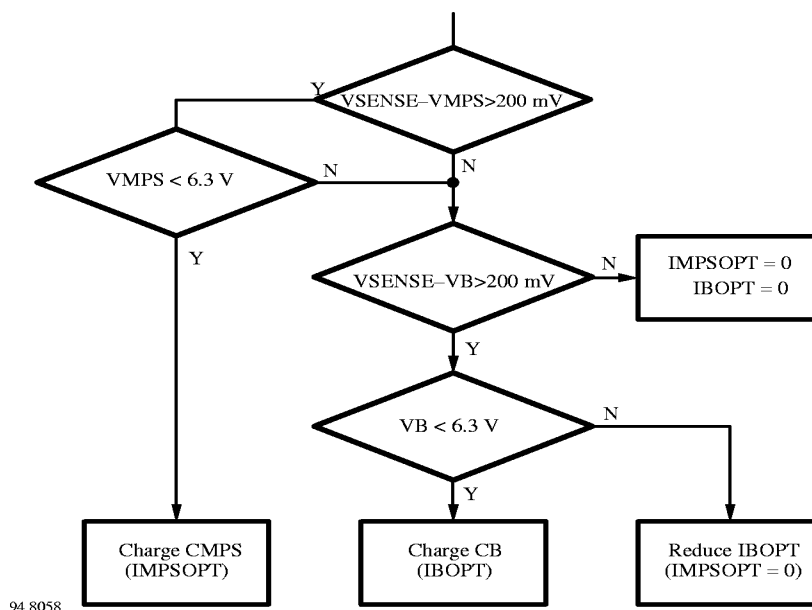 Y
VSENSE–VMPS>200 mV
N
VMPS < 6.3 V
N
Y
VSENSE–VB>200 mV
N
IMPSOPT = 0
IBOPT = 0
Y
VB < 6.3 V
N
Y
Charge CMPS
(IMPSOPT)
Charge CB
(IBOPT)
Reduce IBOPT
(IMPSOPT = 0)
94 8058